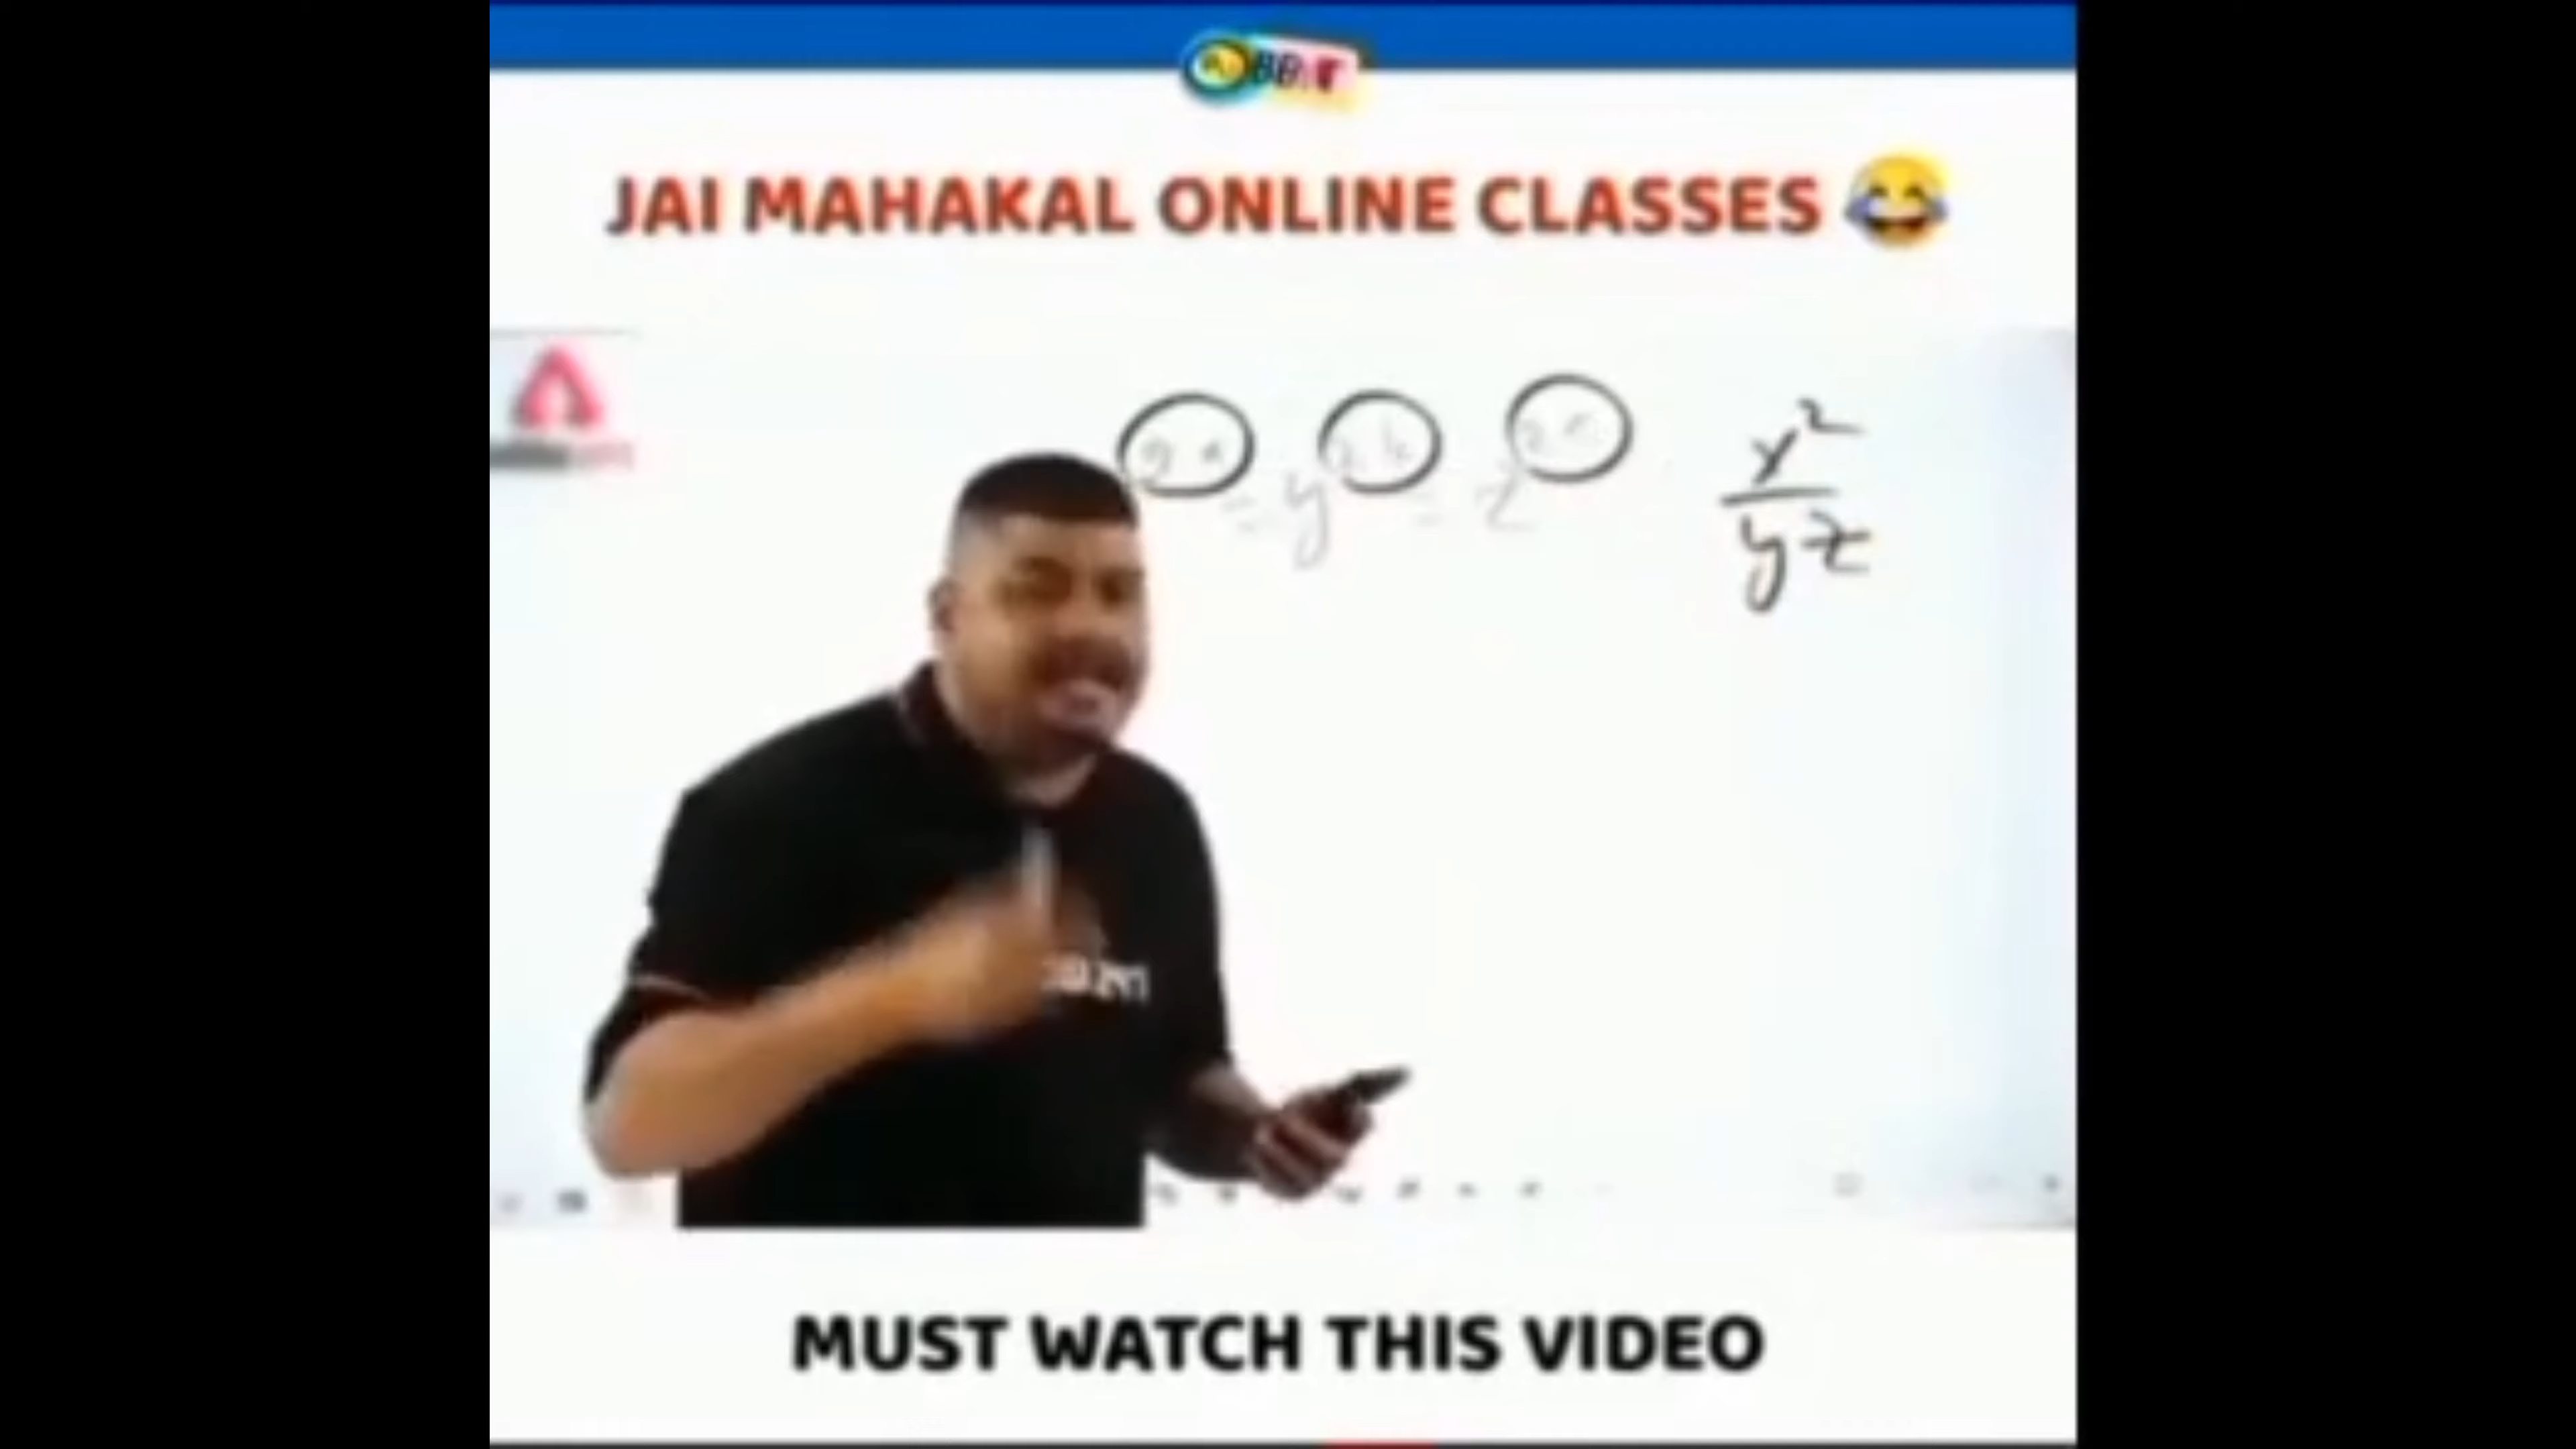 JAI MAHAKAL ONLINE CLASSES 😂
= y = z
x²
yz
MUST WATCH THIS VIDEO